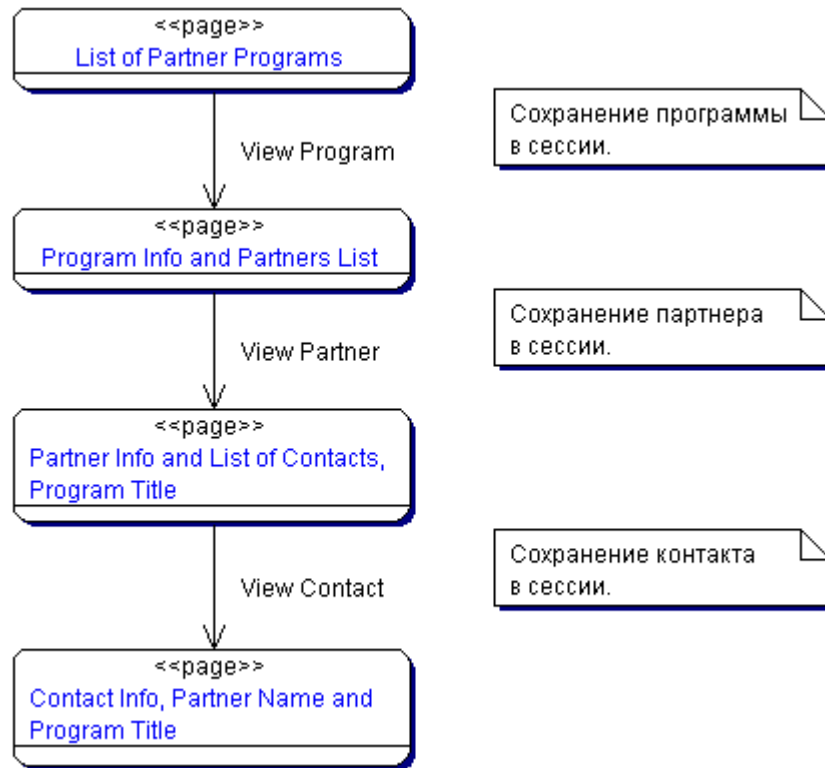 <<page>>
List of Partner Programs
View Program
Сохранение программы
в сессии.
<<page>>
Program Info and Partners List
View Partner
Сохранение партнера
в сессии.
<<page>>
Partner Info and List of Contacts,
Program Title
View Contact
Сохранение контакта
в сессии.
<<page>>
Contact Info, Partner Name and
Program Title